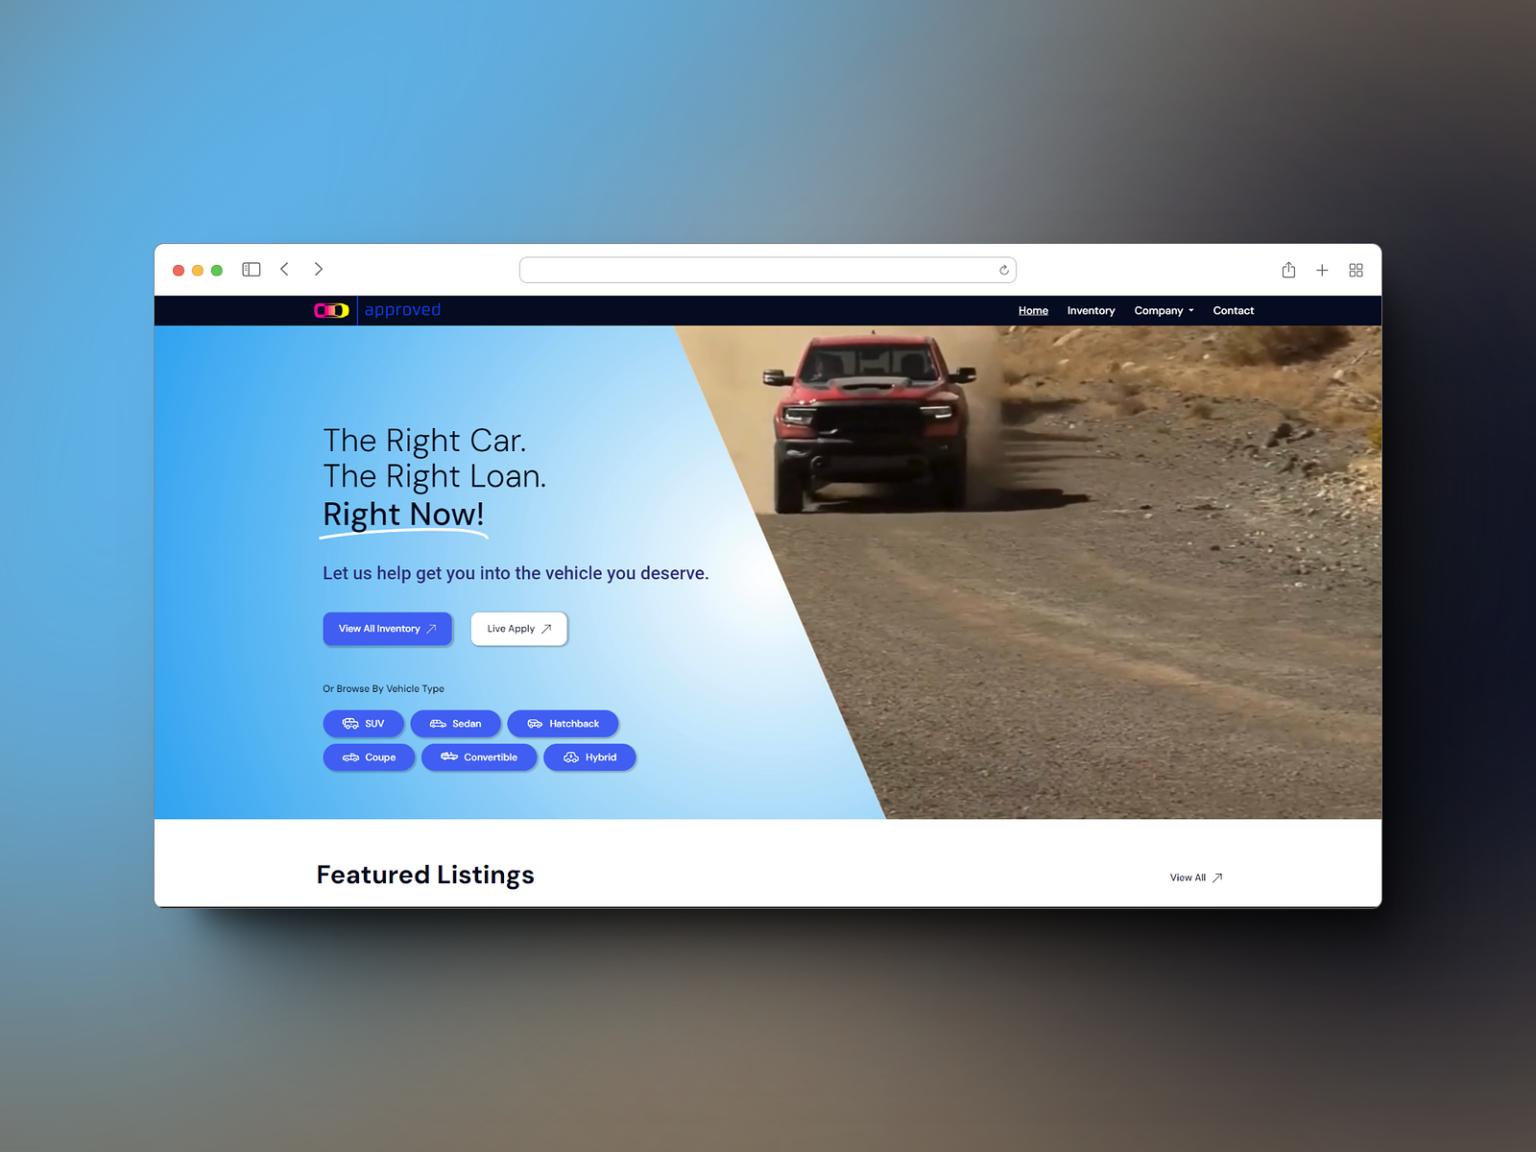 approved
Home Inventory Company Contact
The Right Car.
The Right Loan.
Right Now!
Let us help get you into the vehicle you deserve.
View All Inventory Live Apply
Or Browse By Vehicle Type
SUV Sedan Hatchback
Coupe Convertible Hybrid
Featured Listings View All